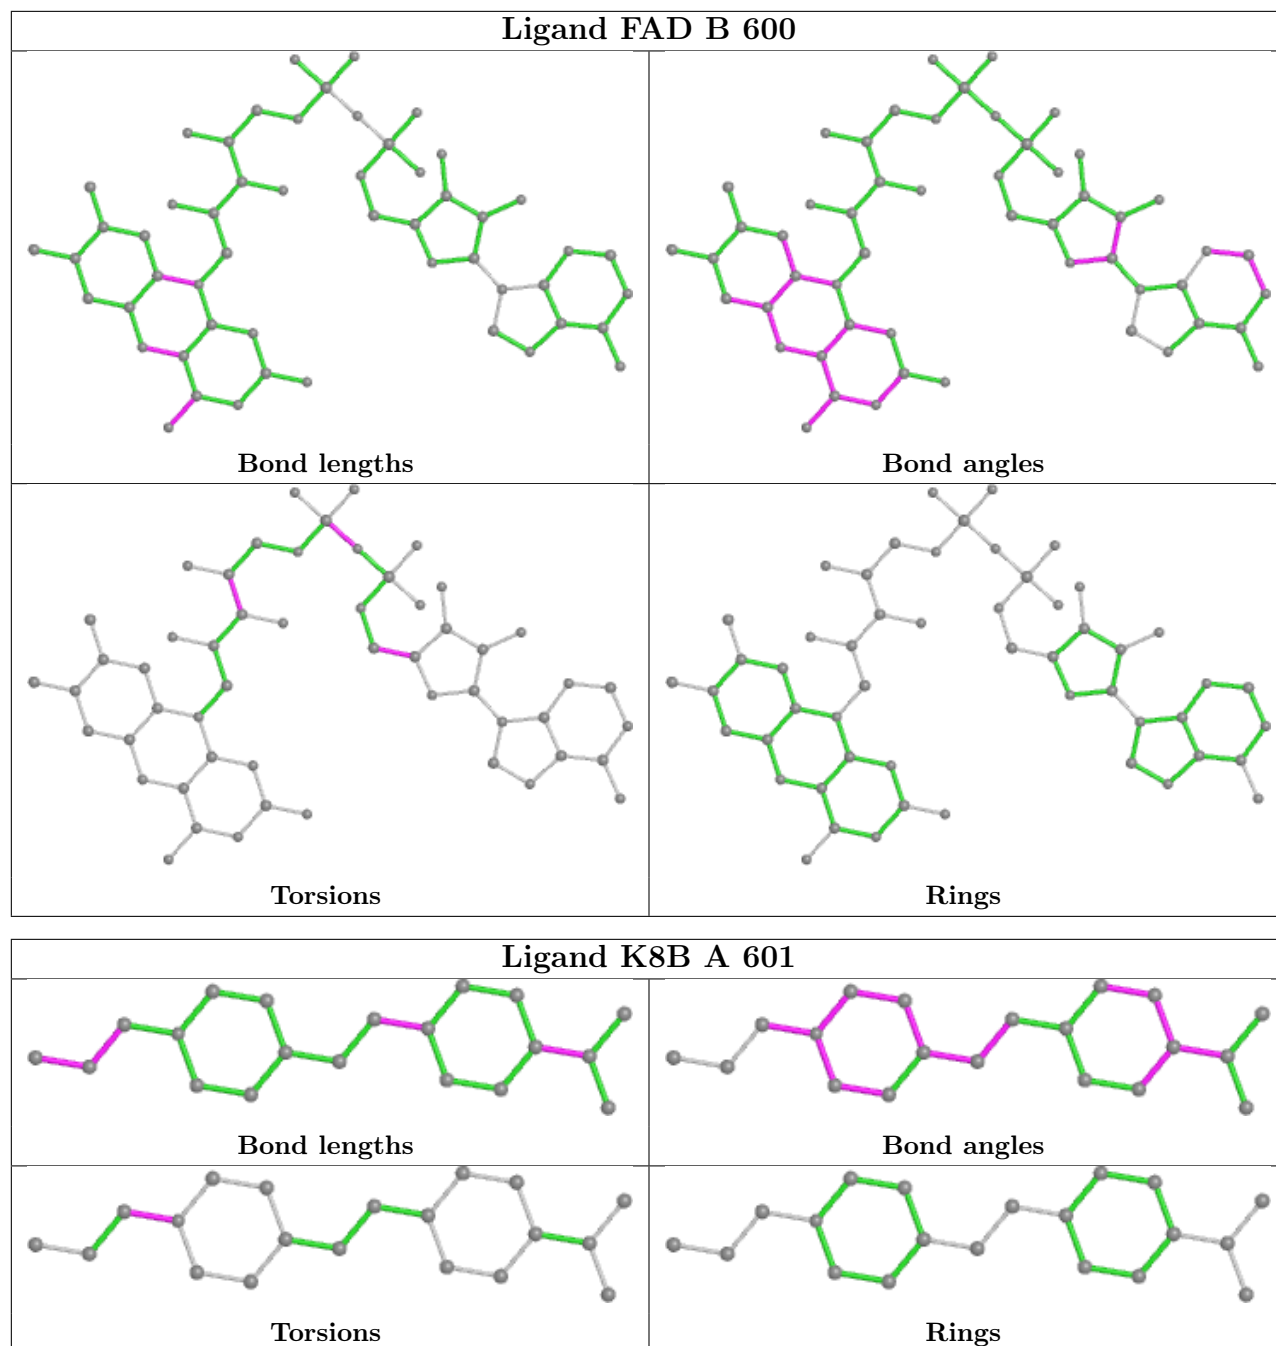 Ligand FAD B 600
Bond lengths
Bond angles
Torsions
Rings
Ligand K8B A 601
Bond lengths
Bond angles
Torsions
Rings